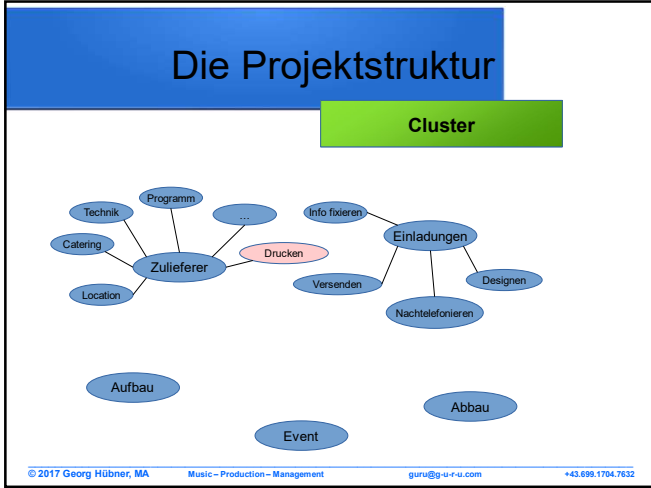 Die Projektstruktur
Cluster
Programm
Technik
...
Info fixieren
Catering
Einladungen
Drucken
Zulieferer
Versenden
Designen
Location
Nachtelefonieren
Aufbau
Abbau
Event
© 2017 Georg Hübner, MA Music – Production – Management guru@g-u-r-u.com +43.699.1704.7632